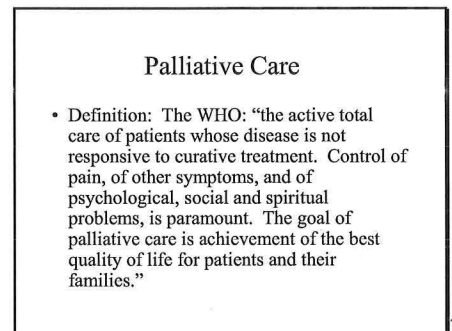 Palliative Care
• Definition: The WHO: “the active total
care of patients whose disease is not
responsive to curative treatment. Control of
pain, of other symptoms, and of
psychological, social and spiritual
problems, is paramount. The goal of
palliative care is achievement of the best
quality of life for patients and their
families.”